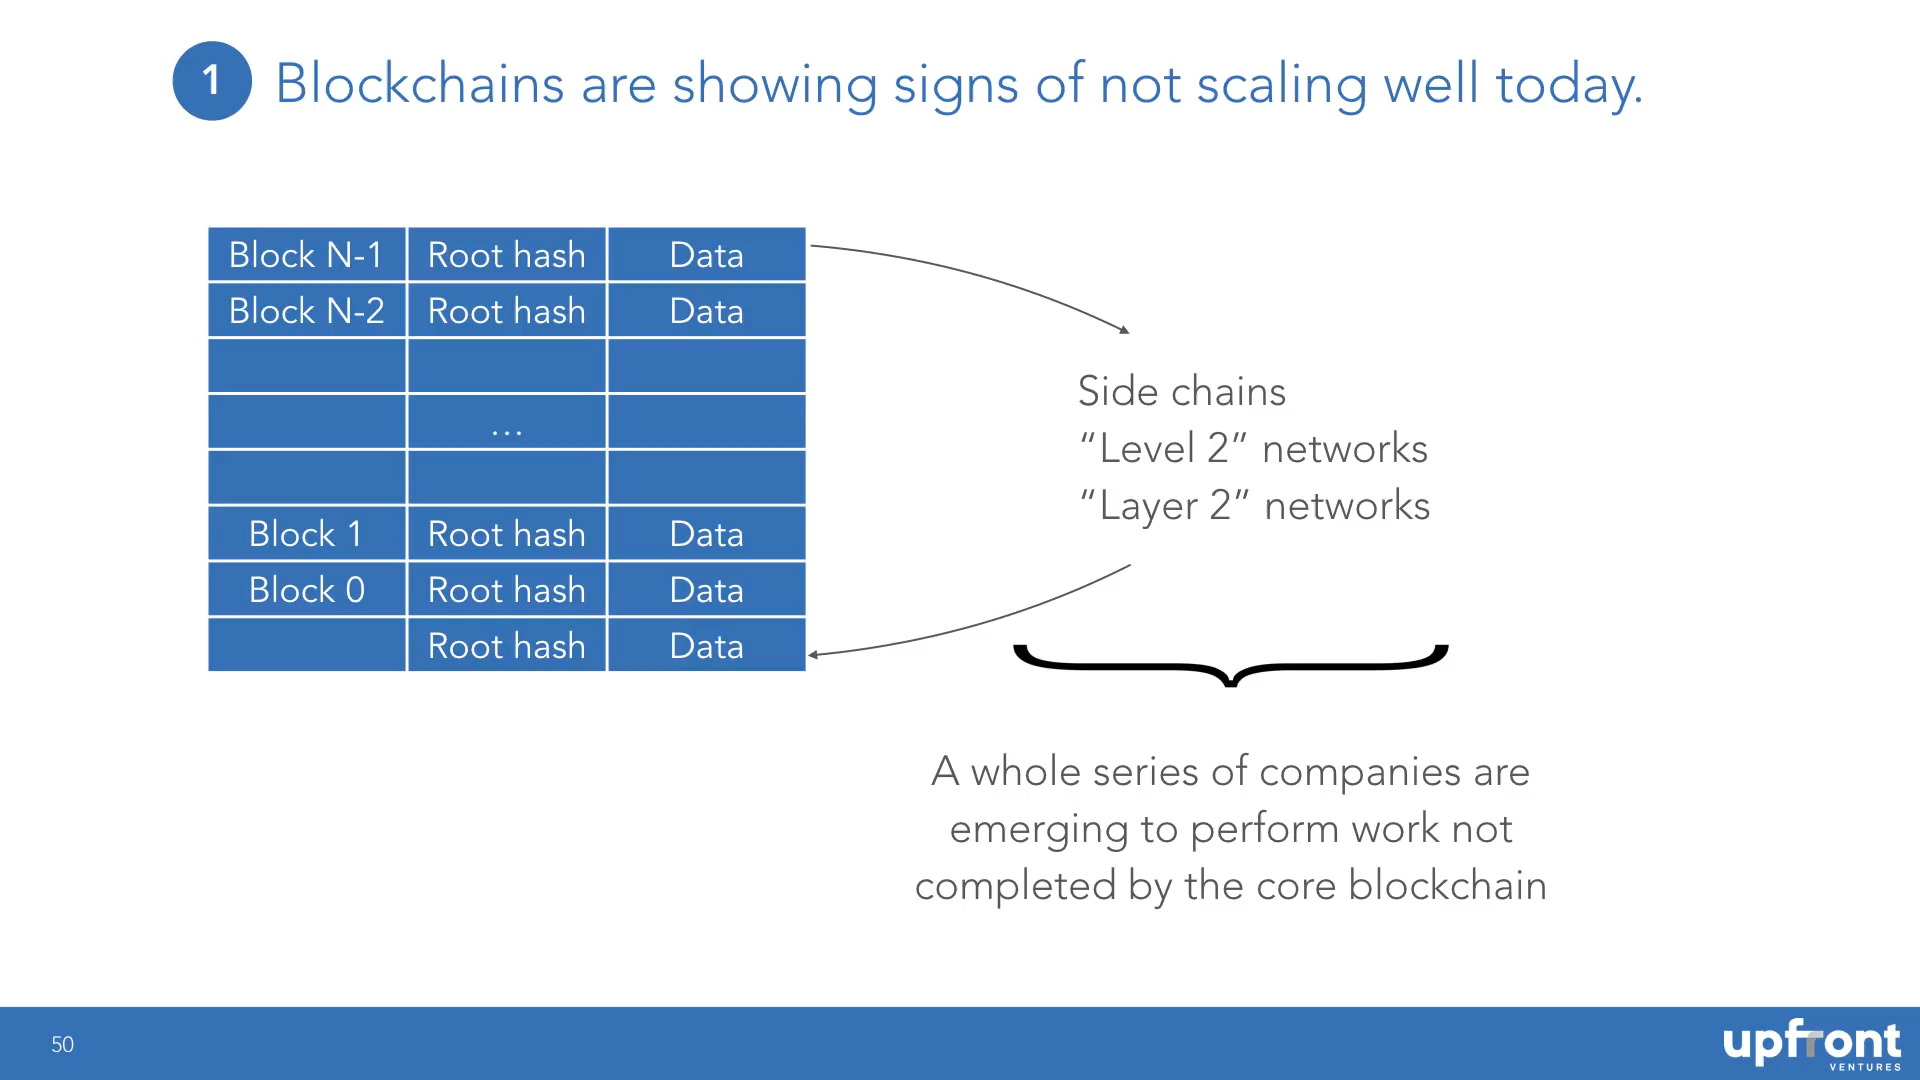 1 Blockchains are showing signs of not scaling well today.
Block N-1 Root hash Data
Block N-2 Root hash Data
...
Block 1 Root hash Data
Block 0 Root hash Data
Root hash Data
Side chains
“Level 2” networks
“Layer 2” networks
A whole series of companies are
emerging to perform work not
completed by the core blockchain
50
upfront
VENTURES